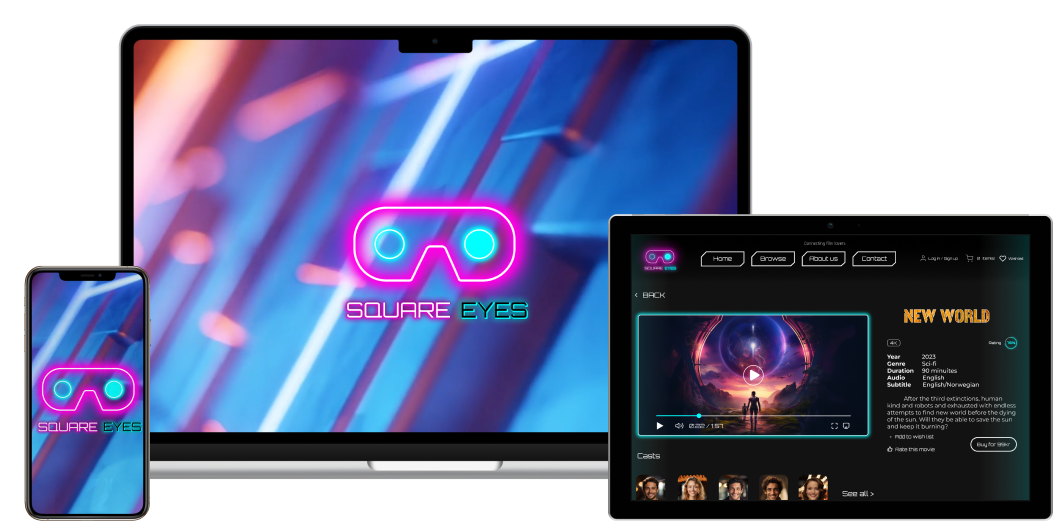 SQUARE EYES
SQUARE EYES
Connecting film lovers
SQUARE EYES
Home
Browse
About us
Contact
Log in / Sign up
0 items
Wishlist
< BACK
NEW WORLD
4K
Rating
Year 2023
Genre Sci-fi
Duration 90 minuites
Audio English
Subtitle English/Norwegian
After the third extinctions, human
kind and robots and exhausted with endless
attempts to find new world before the dying
of the sun. Will they be able to save the sun
and keep it burning?
+ Add to wish list
Rate this movie
Buy for 99kr
0:22 / 1:57
Casts
See all >